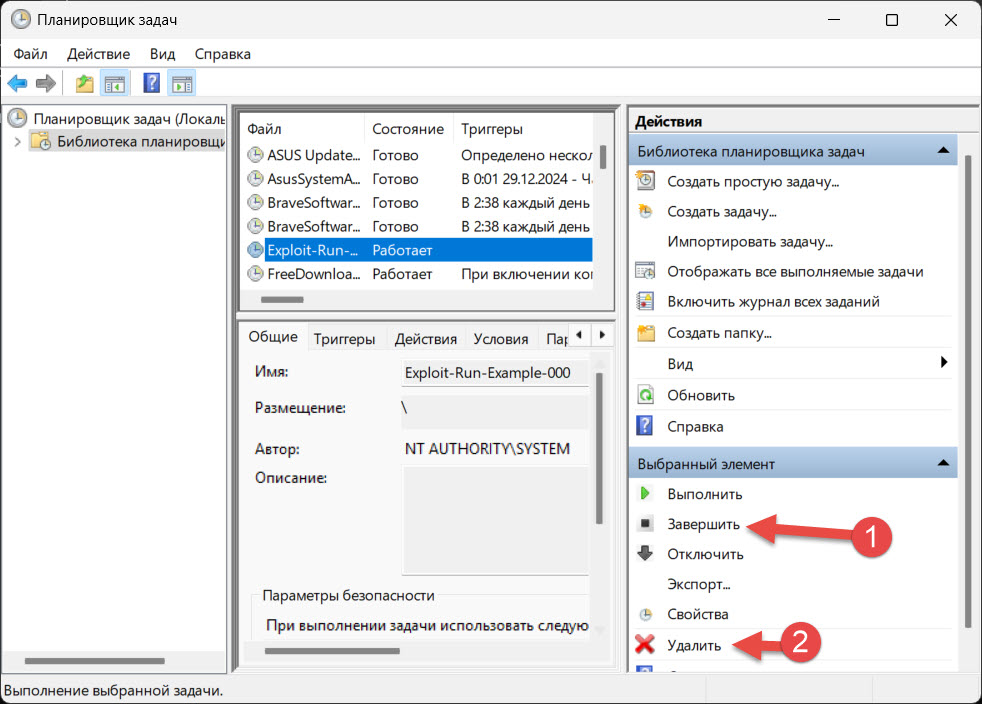 Планировщик задач
Файл Действие Вид Справка
Планировщик задач (Локаль
Библиотека планировщи
Файл Состояние Триггеры
ASUS Update... Готово Определено нескол
AsusSystemA... Готово В 0:01 29.12.2024 - Ча
BraveSoftwar... Готово В 2:38 каждый день
BraveSoftwar... Готово В 2:38 каждый день
Exploit-Run-... Работает
FreeDownloa... Работает При включении ком
Общие Триггеры Действия Условия Пар
Имя: Exploit-Run-Example-000
Размещение: \
Автор: NT AUTHORITY\SYSTEM
Описание:
Параметры безопасности
При выполнении задачи использовать следую
Действия
Библиотека планировщика задач
Создать простую задачу...
Создать задачу...
Импортировать задачу...
Отображать все выполняемые задачи
Включить журнал всех заданий
Создать папку...
Вид
Обновить
Справка
Выбранный элемент
Выполнить
Завершить 1
Отключить
Экспорт...
Свойства
Удалить 2
Выполнение выбранной задачи.